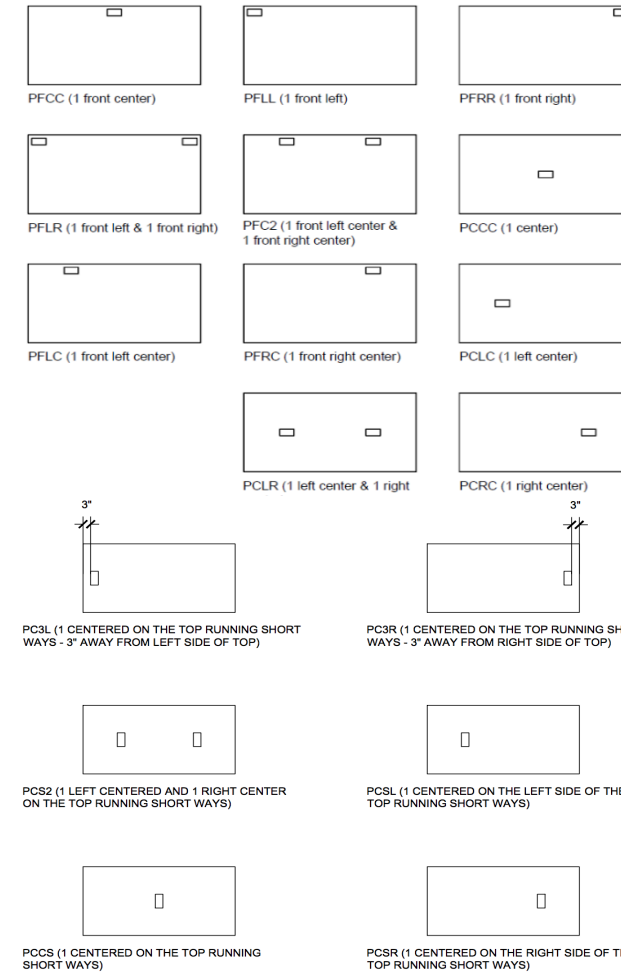 PFCC (1 front center)
PFLL (1 front left)
PFRR (1 front right)
PFLR (1 front left & 1 front right)
PFC2 (1 front left center &
1 front right center)
PCCC (1 center)
PFLC (1 front left center)
PFRC (1 front right center)
PCLC (1 left center)
PCLR (1 left center & 1 right
PCRC (1 right center)
3"
3"
PC3L (1 CENTERED ON THE TOP RUNNING SHORT
WAYS - 3" AWAY FROM LEFT SIDE OF TOP)
PC3R (1 CENTERED ON THE TOP RUNNING SH
WAYS - 3" AWAY FROM RIGHT SIDE OF TOP)
PCS2 (1 LEFT CENTERED AND 1 RIGHT CENTER
ON THE TOP RUNNING SHORT WAYS)
PCSL (1 CENTERED ON THE LEFT SIDE OF THE
TOP RUNNING SHORT WAYS)
PCCS (1 CENTERED ON THE TOP RUNNING
SHORT WAYS)
PCSR (1 CENTERED ON THE RIGHT SIDE OF T
TOP RUNNING SHORT WAYS)